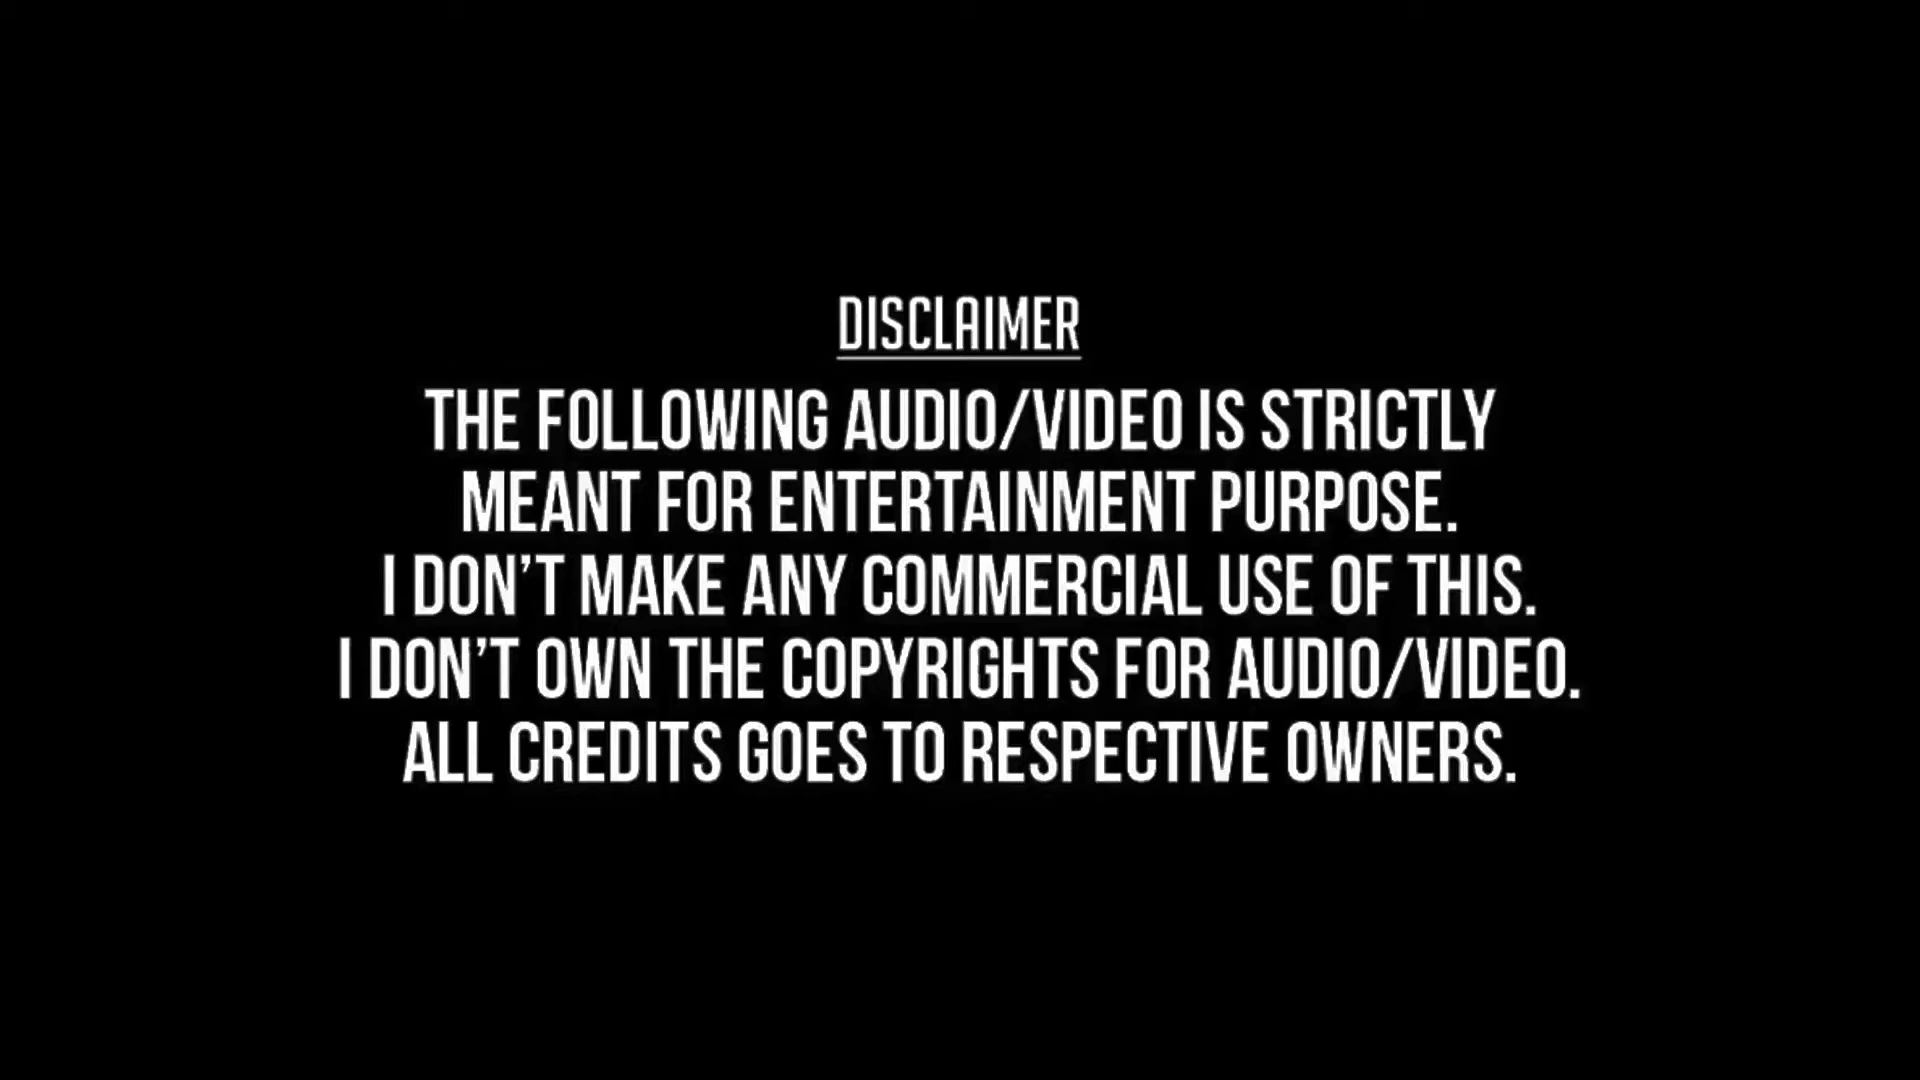 DISCLAIMER
THE FOLLOWING AUDIO/VIDEO IS STRICTLY
MEANT FOR ENTERTAINMENT PURPOSE.
I DON’T MAKE ANY COMMERCIAL USE OF THIS.
I DON’T OWN THE COPYRIGHTS FOR AUDIO/VIDEO.
ALL CREDITS GOES TO RESPECTIVE OWNERS.